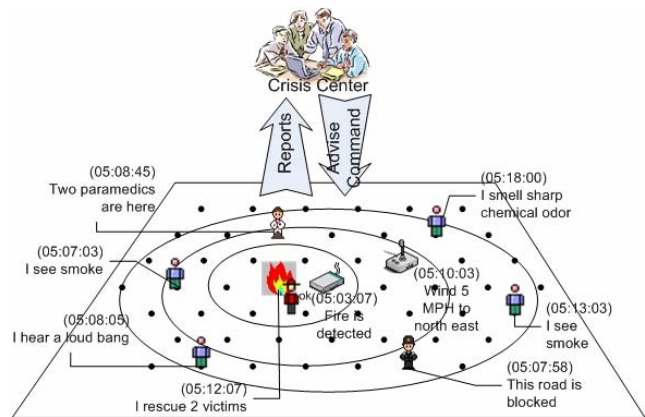 Crisis Center
Reports
Advise
Command
(05:08:45)
Two paramedics
are here
(05:18:00)
I smell sharp
chemical odor
(05:07:03)
I see smoke
(05:10:03)
Wind 5
MPH to
north east
(05:03:07)
Fire is
detected
(05:13:03)
I see
smoke
(05:08:05)
I hear a loud bang
(05:07:58)
This road is
blocked
(05:12:07)
I rescue 2 victims